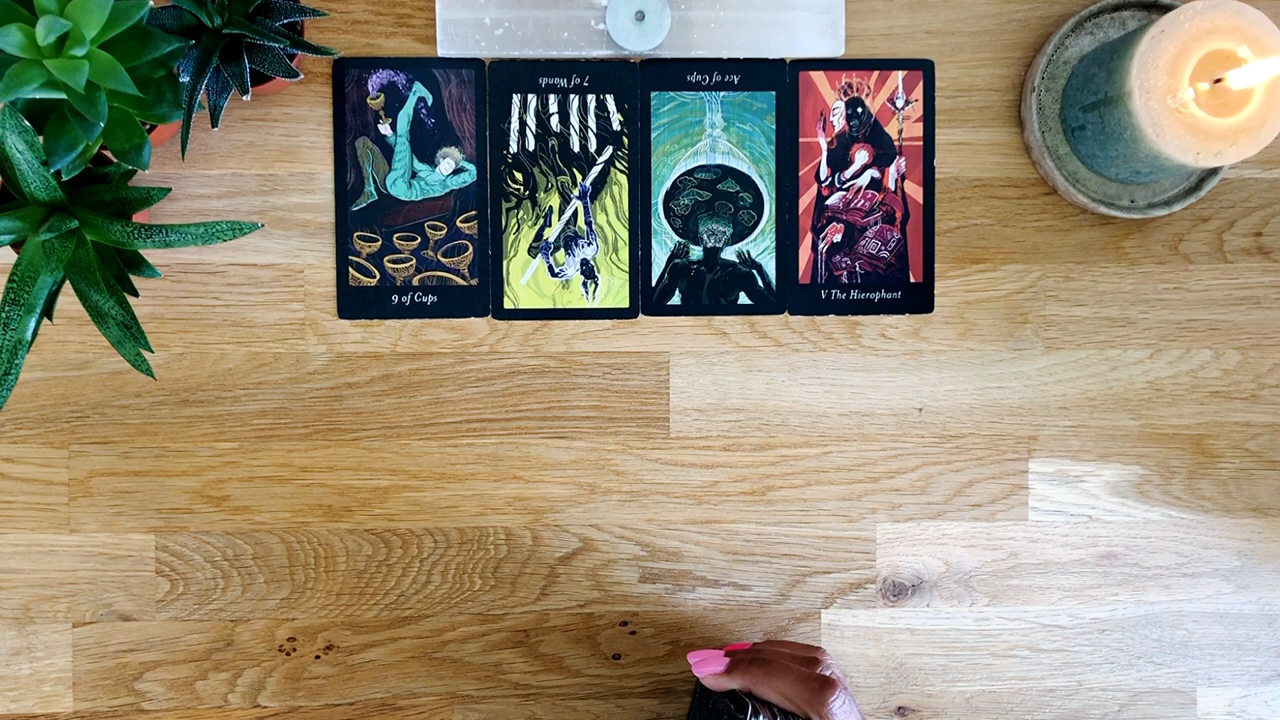 9 of Cups
7 of Wands
Ace of Cups
V The Hierophant